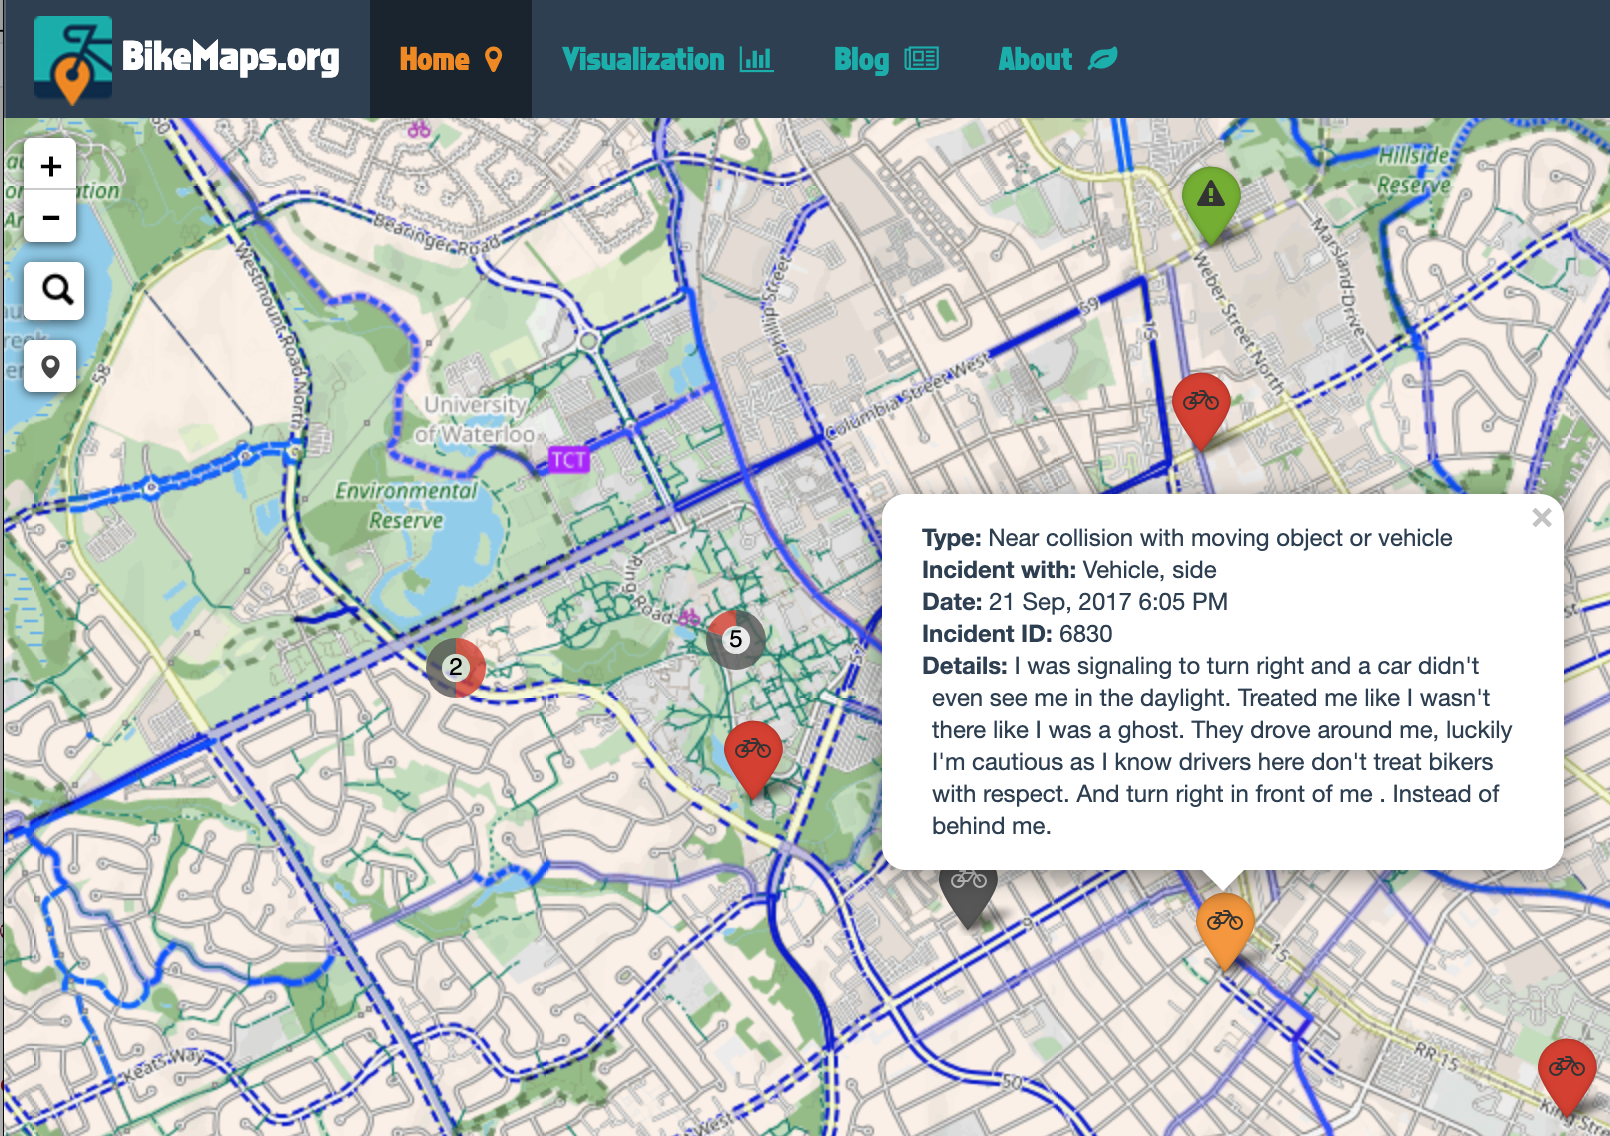 BikeMaps.org
Home
Visualization
Blog
About
+
−
Hillside
Reserve
Bearinger Road
Westmount Road North
58
Phillip Street
Weber Street North
Marsland Drive
59
Columbia Street West
University
of Waterloo
TCT
Environmental
Reserve
Ring Road
2
5
×
Type: Near collision with moving object or vehicle
Incident with: Vehicle, side
Date: 21 Sep, 2017 6:05 PM
Incident ID: 6830
Details: I was signaling to turn right and a car didn't
even see me in the daylight. Treated me like I wasn't
there like I was a ghost. They drove around me, luckily
I'm cautious as I know drivers here don't treat bikers
with respect. And turn right in front of me . Instead of
behind me.
9
15
RR 15
50
Keats Way
West